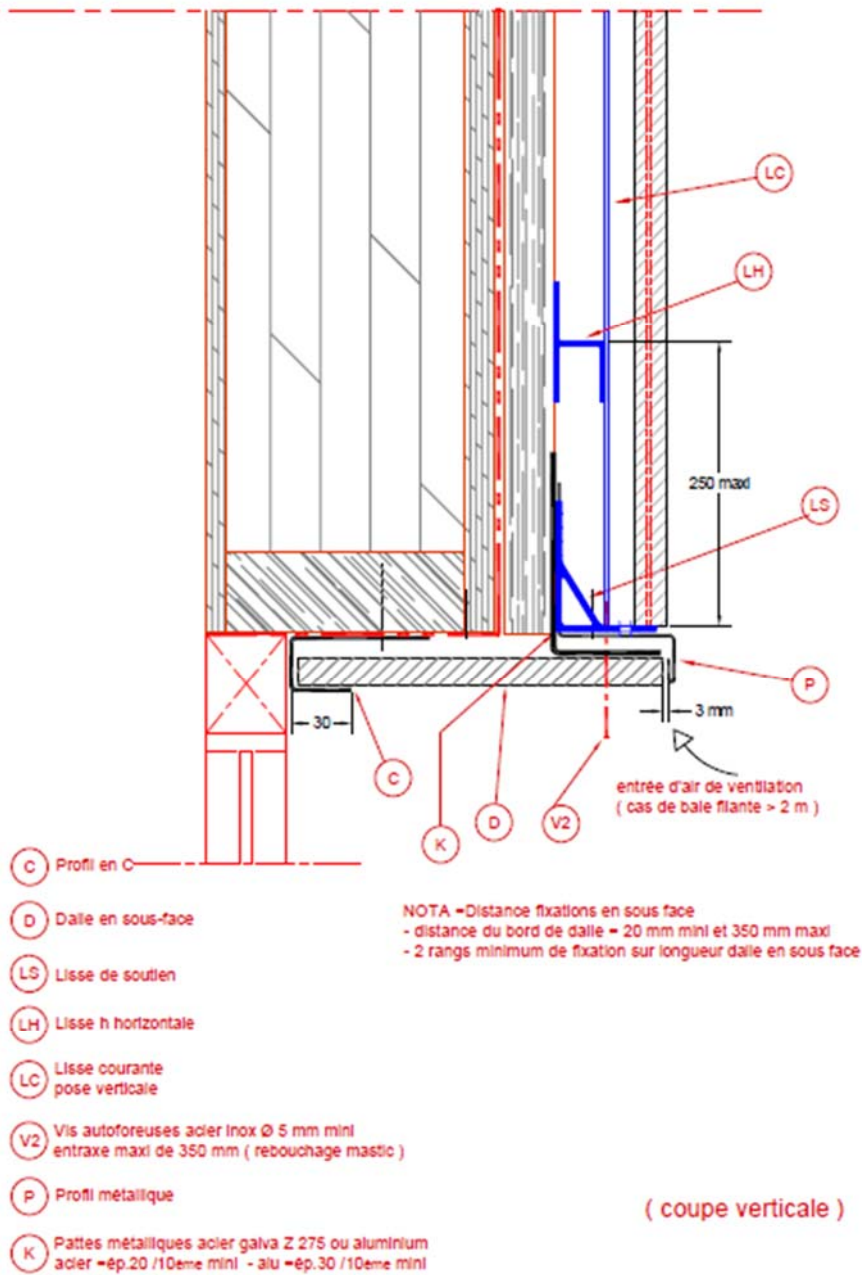 LC
LH
250 maxi
LS
P
30
3 mm
C
entrée d'air de ventilation
( cas de baie filante > 2 m )
D
V2
K
C Profil en C
D Dalle en sous-face
NOTA =Distance fixations en sous face
- distance du bord de dalle = 20 mm mini et 350 mm maxi
- 2 rangs minimum de fixation sur longueur dalle en sous face
LS Lisse de soutien
LH Lisse h horizontale
LC Lisse courante
pose verticale
V2 Vis autoforeuses acier inox Ø 5 mm mini
entraxe maxi de 350 mm ( rebouchage mastic )
P Profil métallique
( coupe verticale )
K Pattes métalliques acier galva Z 275 ou aluminium
acier =ép.20 /10eme mini - alu =ép.30 /10eme mini